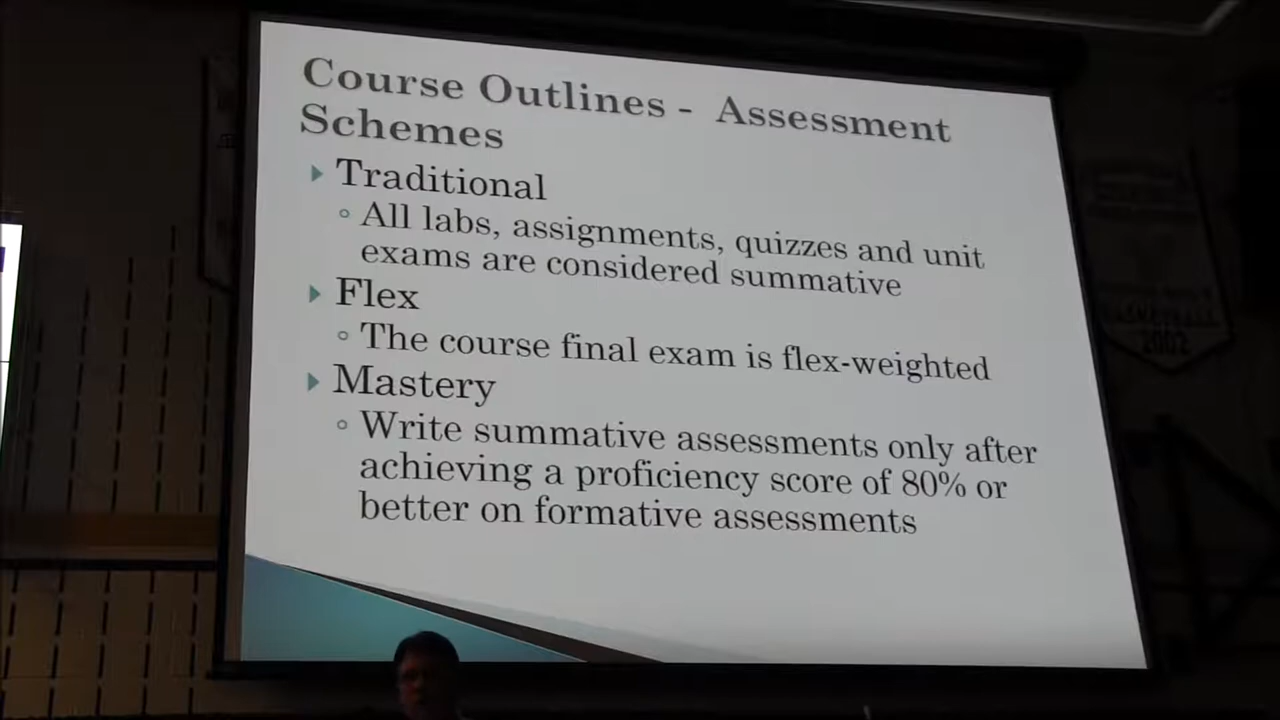 Course Outlines - Assessment
Schemes
Traditional
All labs, assignments, quizzes and unit
exams are considered summative
Flex
The course final exam is flex-weighted
Mastery
Write summative assessments only after
achieving a proficiency score of 80% or
better on formative assessments
BASKETBALL
2002